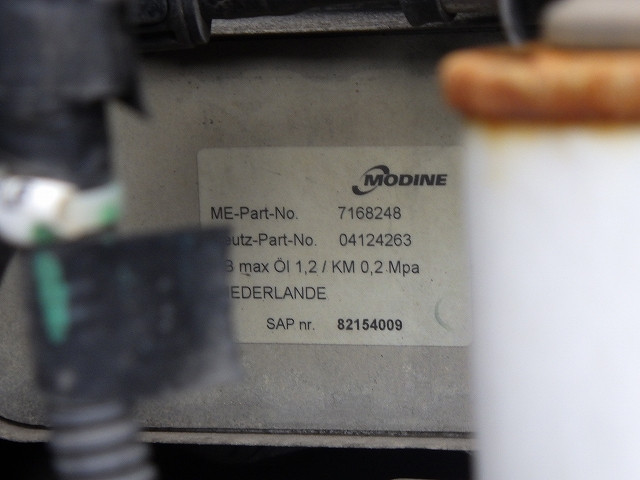 MODINE
ME-Part-No. 7168248
eutz-Part-No. 04124263
B max Öl 1,2 / KM 0,2 Mpa
EDERLANDE
SAP nr. 82154009